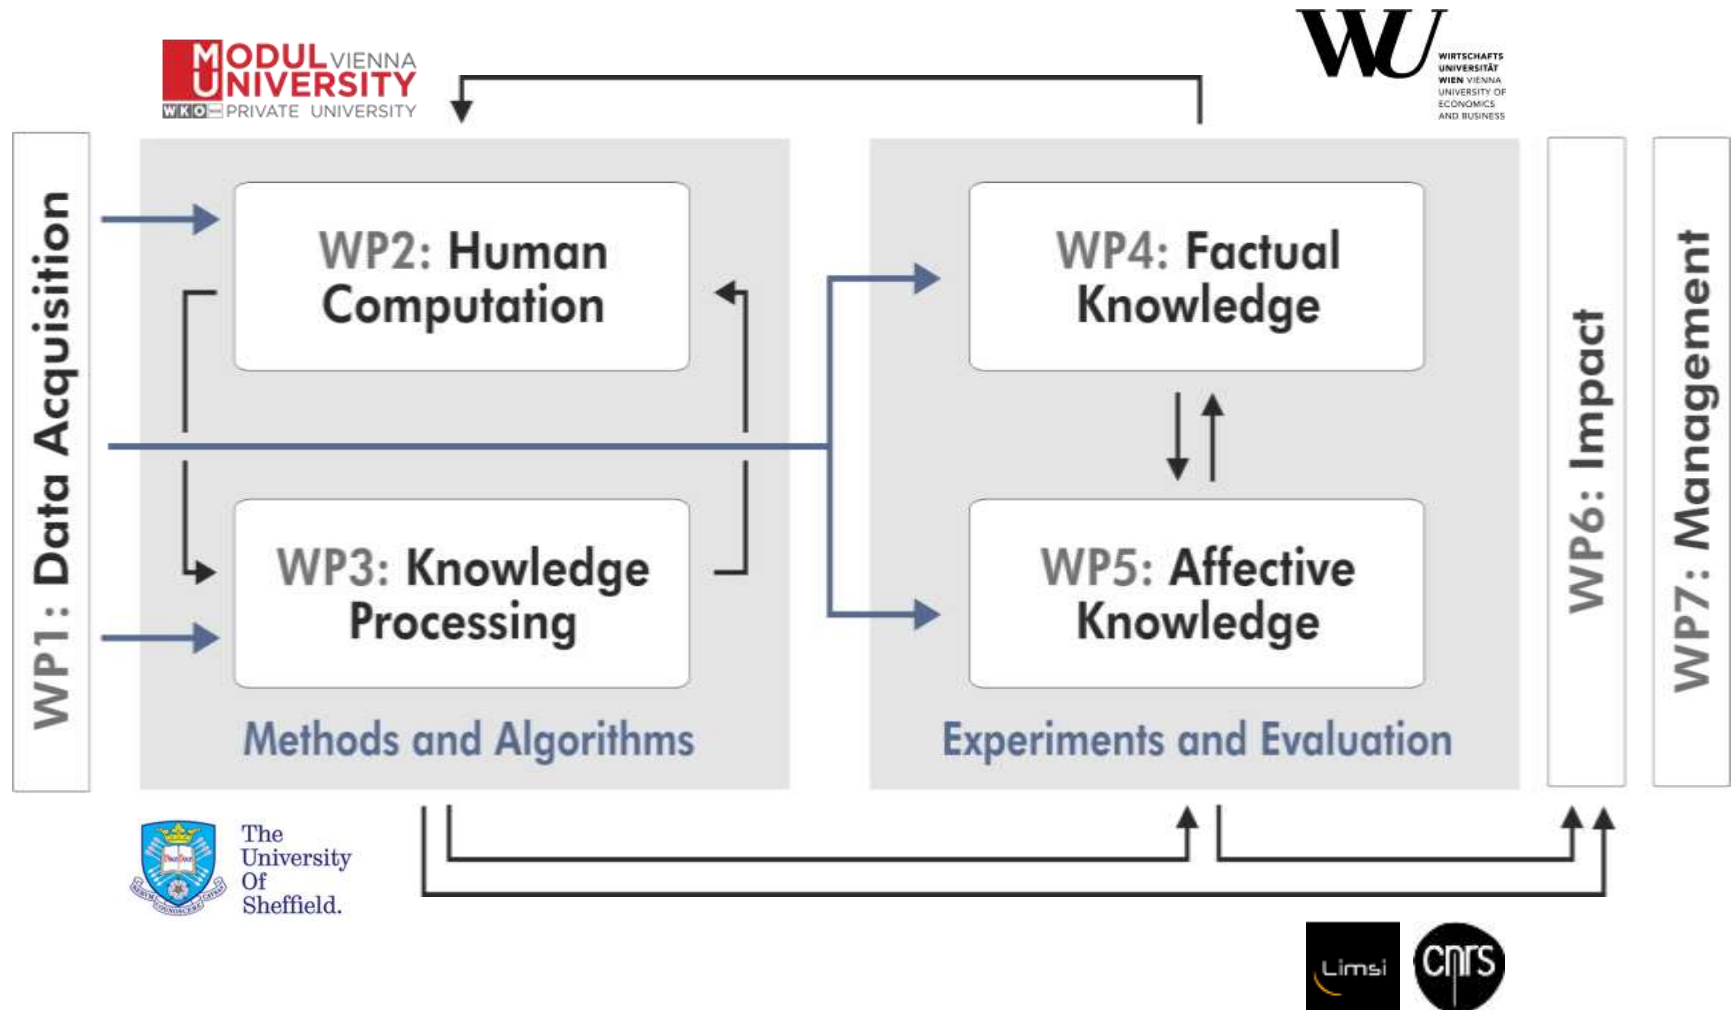 MODUL VIENNA
UNIVERSITY
WKO PRIVATE UNIVERSITY
WU
WIRTSCHAFTS
UNIVERSITÄT
WIEN VIENNA
UNIVERSITY OF
ECONOMICS
AND BUSINESS
WP1: Data Acquisition
WP2: Human
Computation
WP3: Knowledge
Processing
Methods and Algorithms
WP4: Factual
Knowledge
WP5: Affective
Knowledge
Experiments and Evaluation
WP6: Impact
WP7: Management
The
University
Of
Sheffield.
Limsi
cnrs